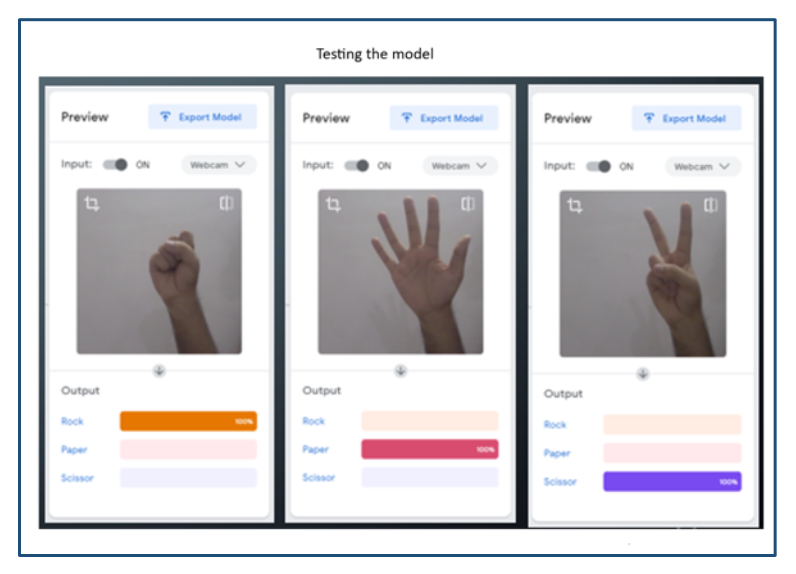 Testing the model
Preview
Export Model
Input:
ON
Webcam
Output
Rock
100%
Paper
Scissor
Preview
Export Model
Input:
ON
Webcam
Output
Rock
Paper
100%
Scissor
Preview
Export Model
Input:
ON
Webcam
Output
Rock
Paper
Scissor
100%